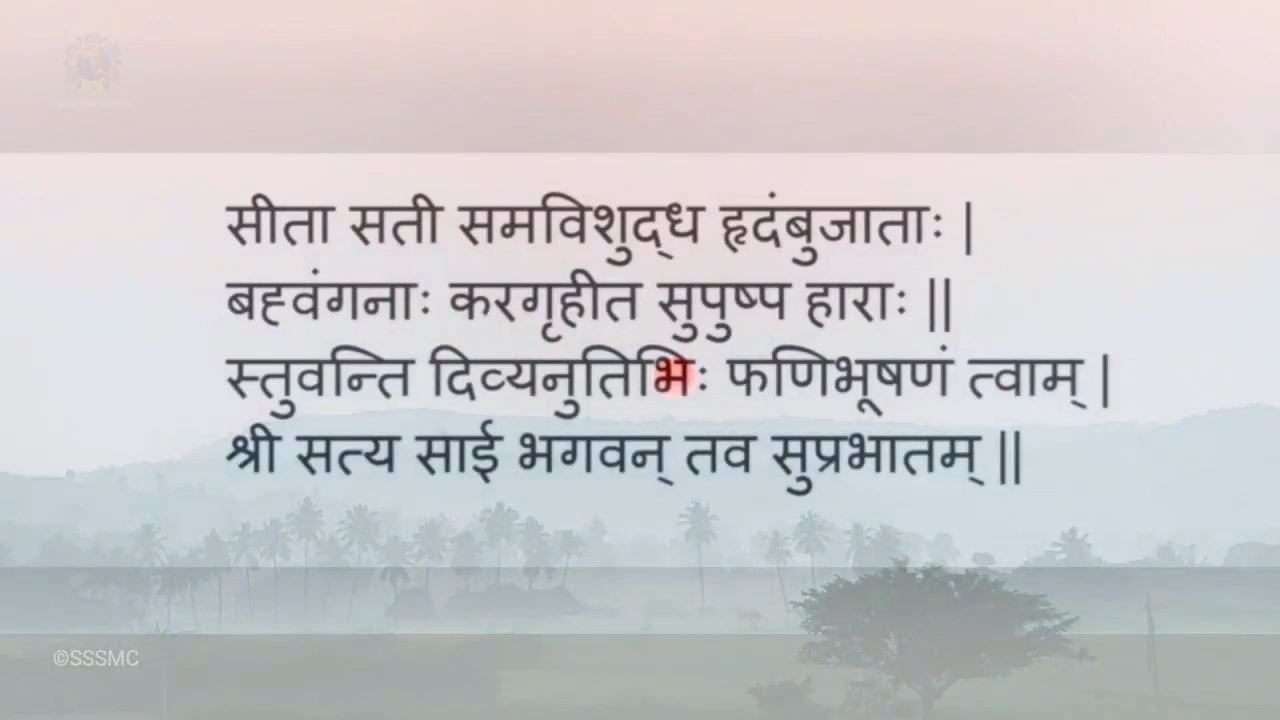 सीता सती समविशुद्ध हृदंबुजाताः |
बह्वंगनाः करगृहीत सुपुष्प हाराः ||
स्तुवन्ति दिव्यनुतिभिः फणिभूषणं त्वाम् |
श्री सत्य साई भगवन् तव सुप्रभातम् ||
©SSSMC